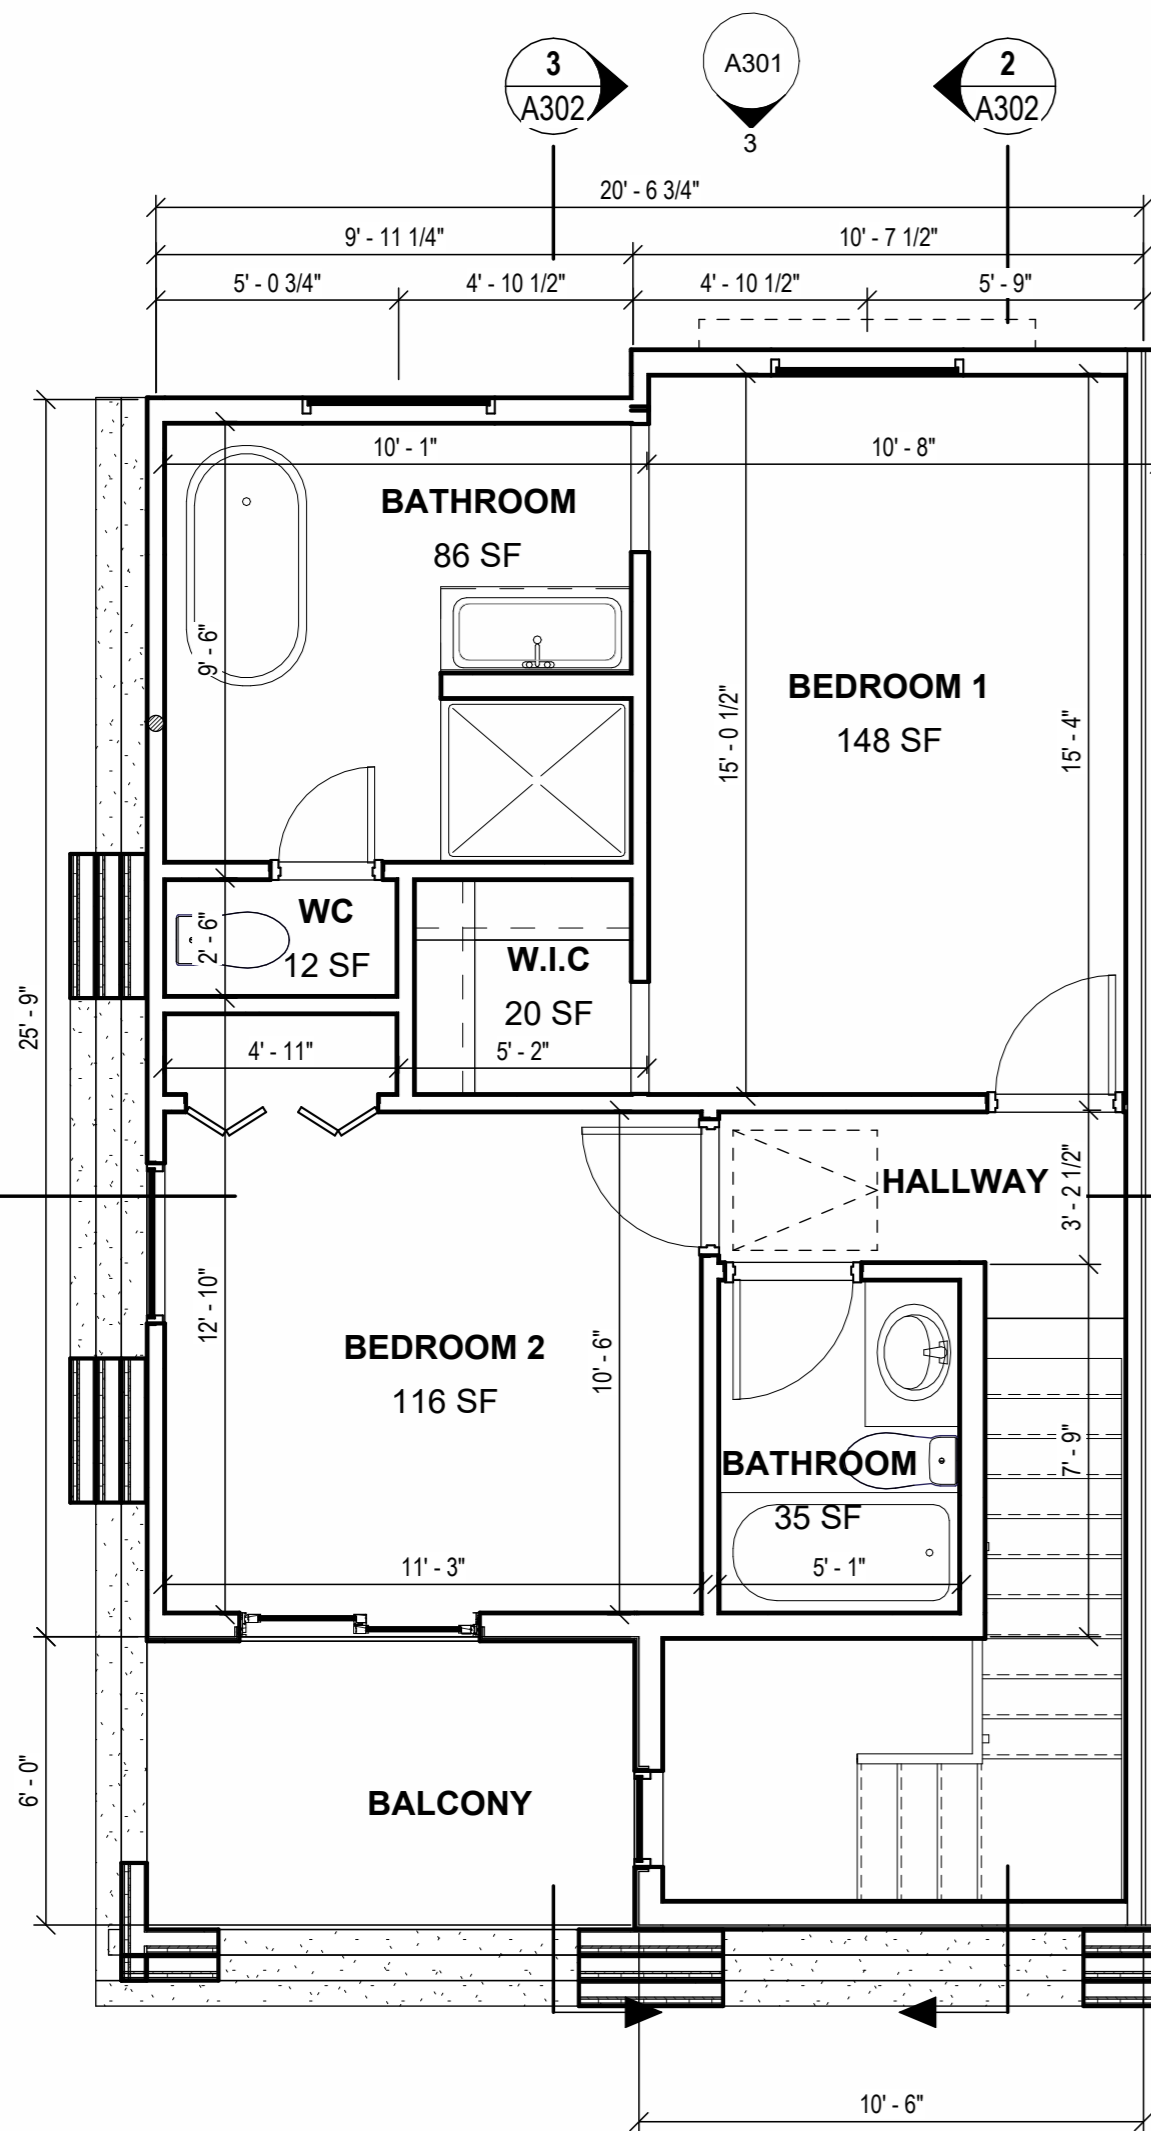 3
A302
A301
3
2
A302
20' - 6 3/4"
9' - 11 1/4"
10' - 7 1/2"
5' - 0 3/4"
4' - 10 1/2"
4' - 10 1/2"
5' - 9"
10' - 1"
10' - 8"
BATHROOM
86 SF
9' - 6"
BEDROOM 1
148 SF
15' - 0 1/2"
15' - 4"
WC
12 SF
2' - 6"
W.I.C
20 SF
25' - 9"
4' - 11"
5' - 2"
HALLWAY
3' - 2 1/2"
12' - 10"
BEDROOM 2
116 SF
10' - 6"
7' - 9"
BATHROOM
35 SF
11' - 3"
5' - 1"
6' - 0"
BALCONY
10' - 6"